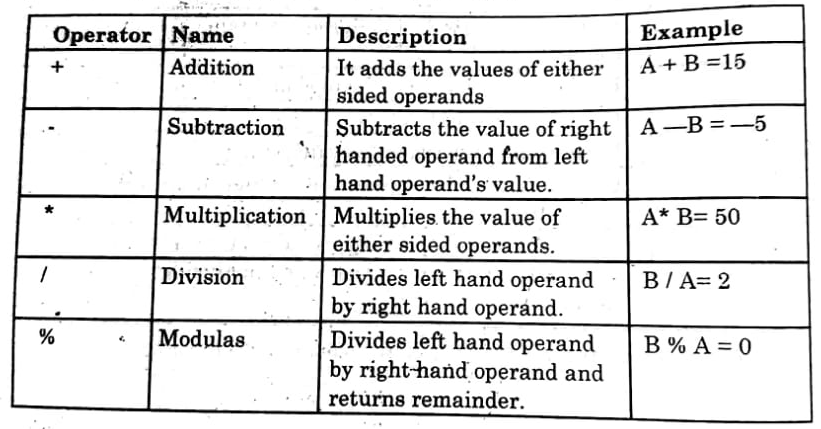 Operator Name Description Example
+ Addition It adds the values of either A + B =15
sided operands
- Subtraction Subtracts the value of right A —B = —5
handed operand from left
hand operand's value.
* Multiplication Multiplies the value of A* B= 50
either sided operands.
/ Division Divides left hand operand B / A= 2
by right hand operand.
% Modulas Divides left hand operand B % A = 0
by right-hand operand and
returns remainder.